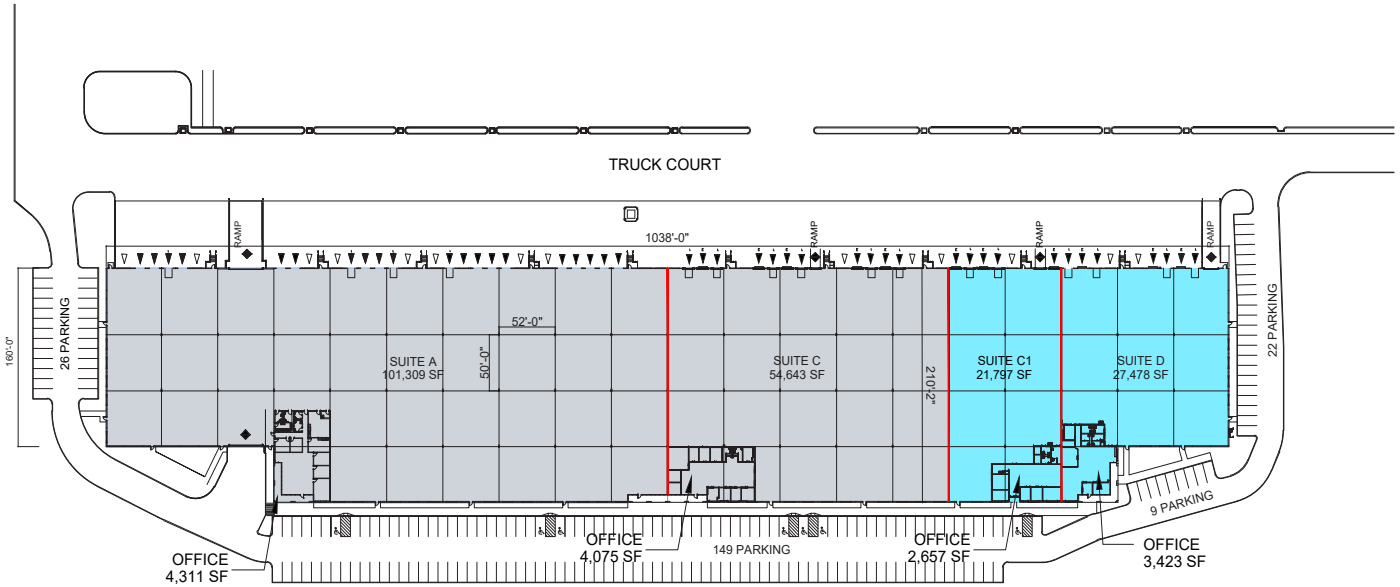 TRUCK COURT
RAMP
1038'-0"
RAMP
RAMP
RAMP
160'-0"
26 PARKING
52'-0"
50'-0"
SUITE A
101,309 SF
SUITE C
54,643 SF
210'-2"
SUITE C1
21,797 SF
SUITE D
27,478 SF
22 PARKING
9 PARKING
OFFICE
4,311 SF
OFFICE
4,075 SF
149 PARKING
OFFICE
2,657 SF
OFFICE
3,423 SF